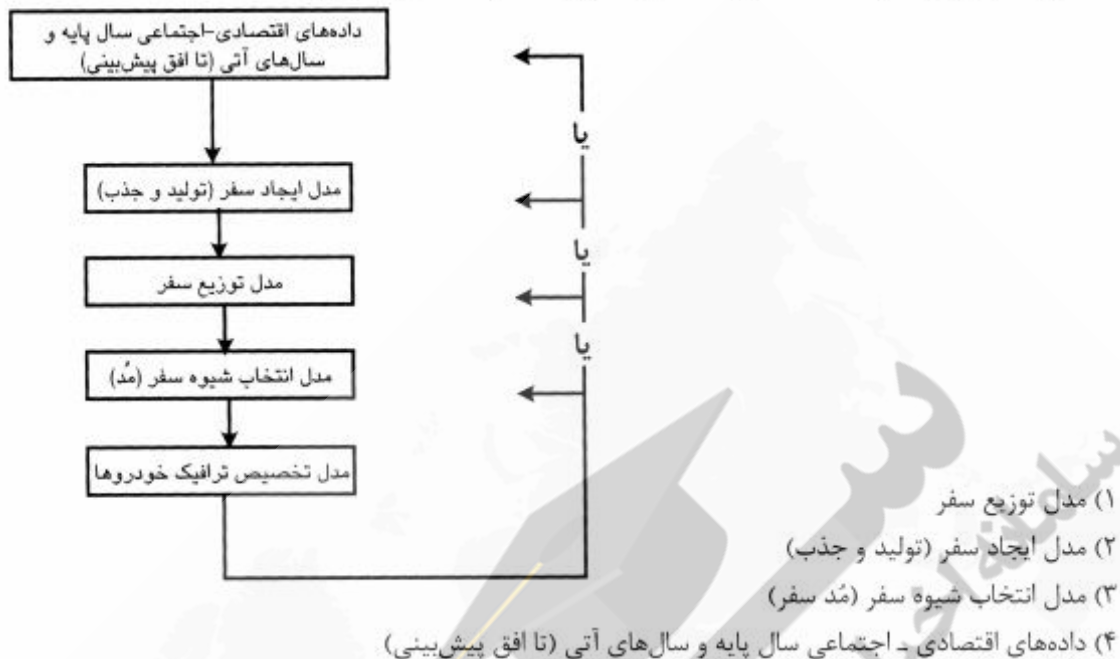 داده‌های اقتصادی-اجتماعی سال پایه و
سال‌های آتی (تا افق پیش‌بینی)
یا
مدل ایجاد سفر (تولید و جذب)
یا
مدل توزیع سفر
یا
مدل انتخاب شیوه سفر (مُد)
مدل تخصیص ترافیک خودروها
۱) مدل توزیع سفر
۲) مدل ایجاد سفر (تولید و جذب)
۳) مدل انتخاب شیوه سفر (مُد سفر)
۴) داده‌های اقتصادی ـ اجتماعی سال پایه و سال‌های آتی (تا افق پیش‌بینی)